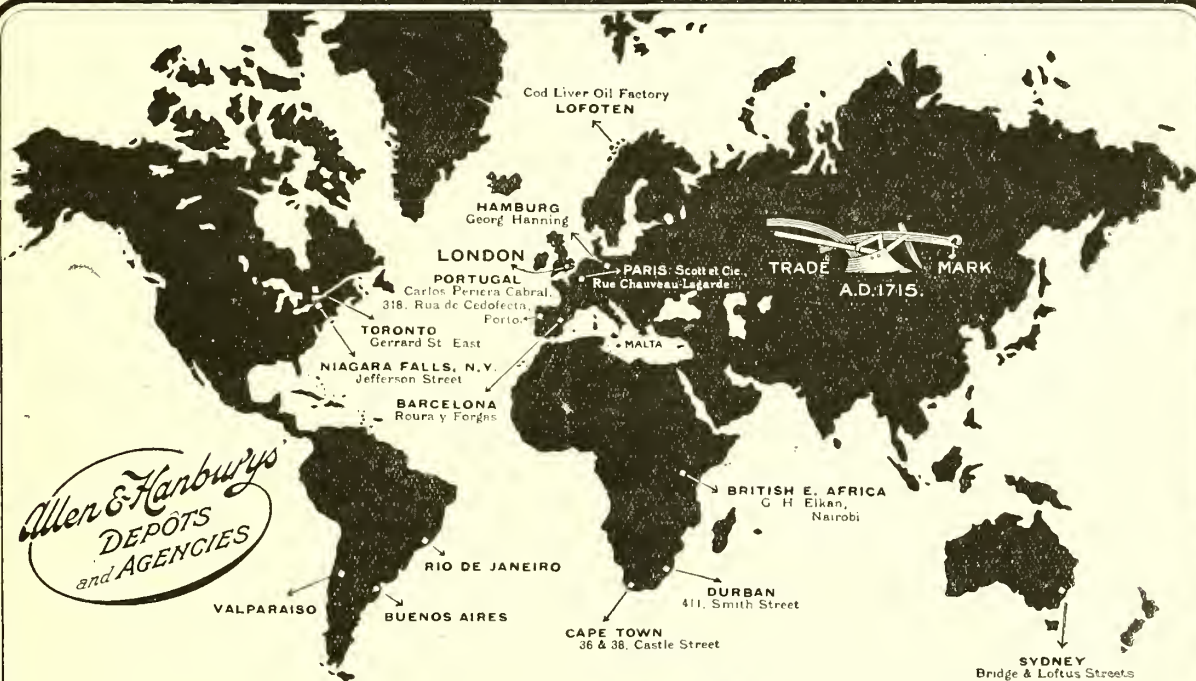 Cod Liver Oil Factory
LOFOTEN
HAMBURG
Georg Hanning
LONDON
PORTUGAL
Carlos Periera Cabral,
318, Rua de Cedofecta,
Porto.
PARIS: Scott et Cie.,
Rue Chauveau-Lagarde
TRADE MARK
A.D.1715.
MALTA
TORONTO
Gerrard St East
NIAGARA FALLS, N.Y.
Jefferson Street
BARCELONA
Roura y Forgas
Allen & Hanburys
DEPÔTS
and AGENCIES
BRITISH E. AFRICA
G H Elkan,
Nairobi
RIO DE JANEIRO
VALPARAISO
BUENOS AIRES
DURBAN
411, Smith Street
CAPE TOWN
36 & 38, Castle Street
SYDNEY
Bridge & Loftus Streets